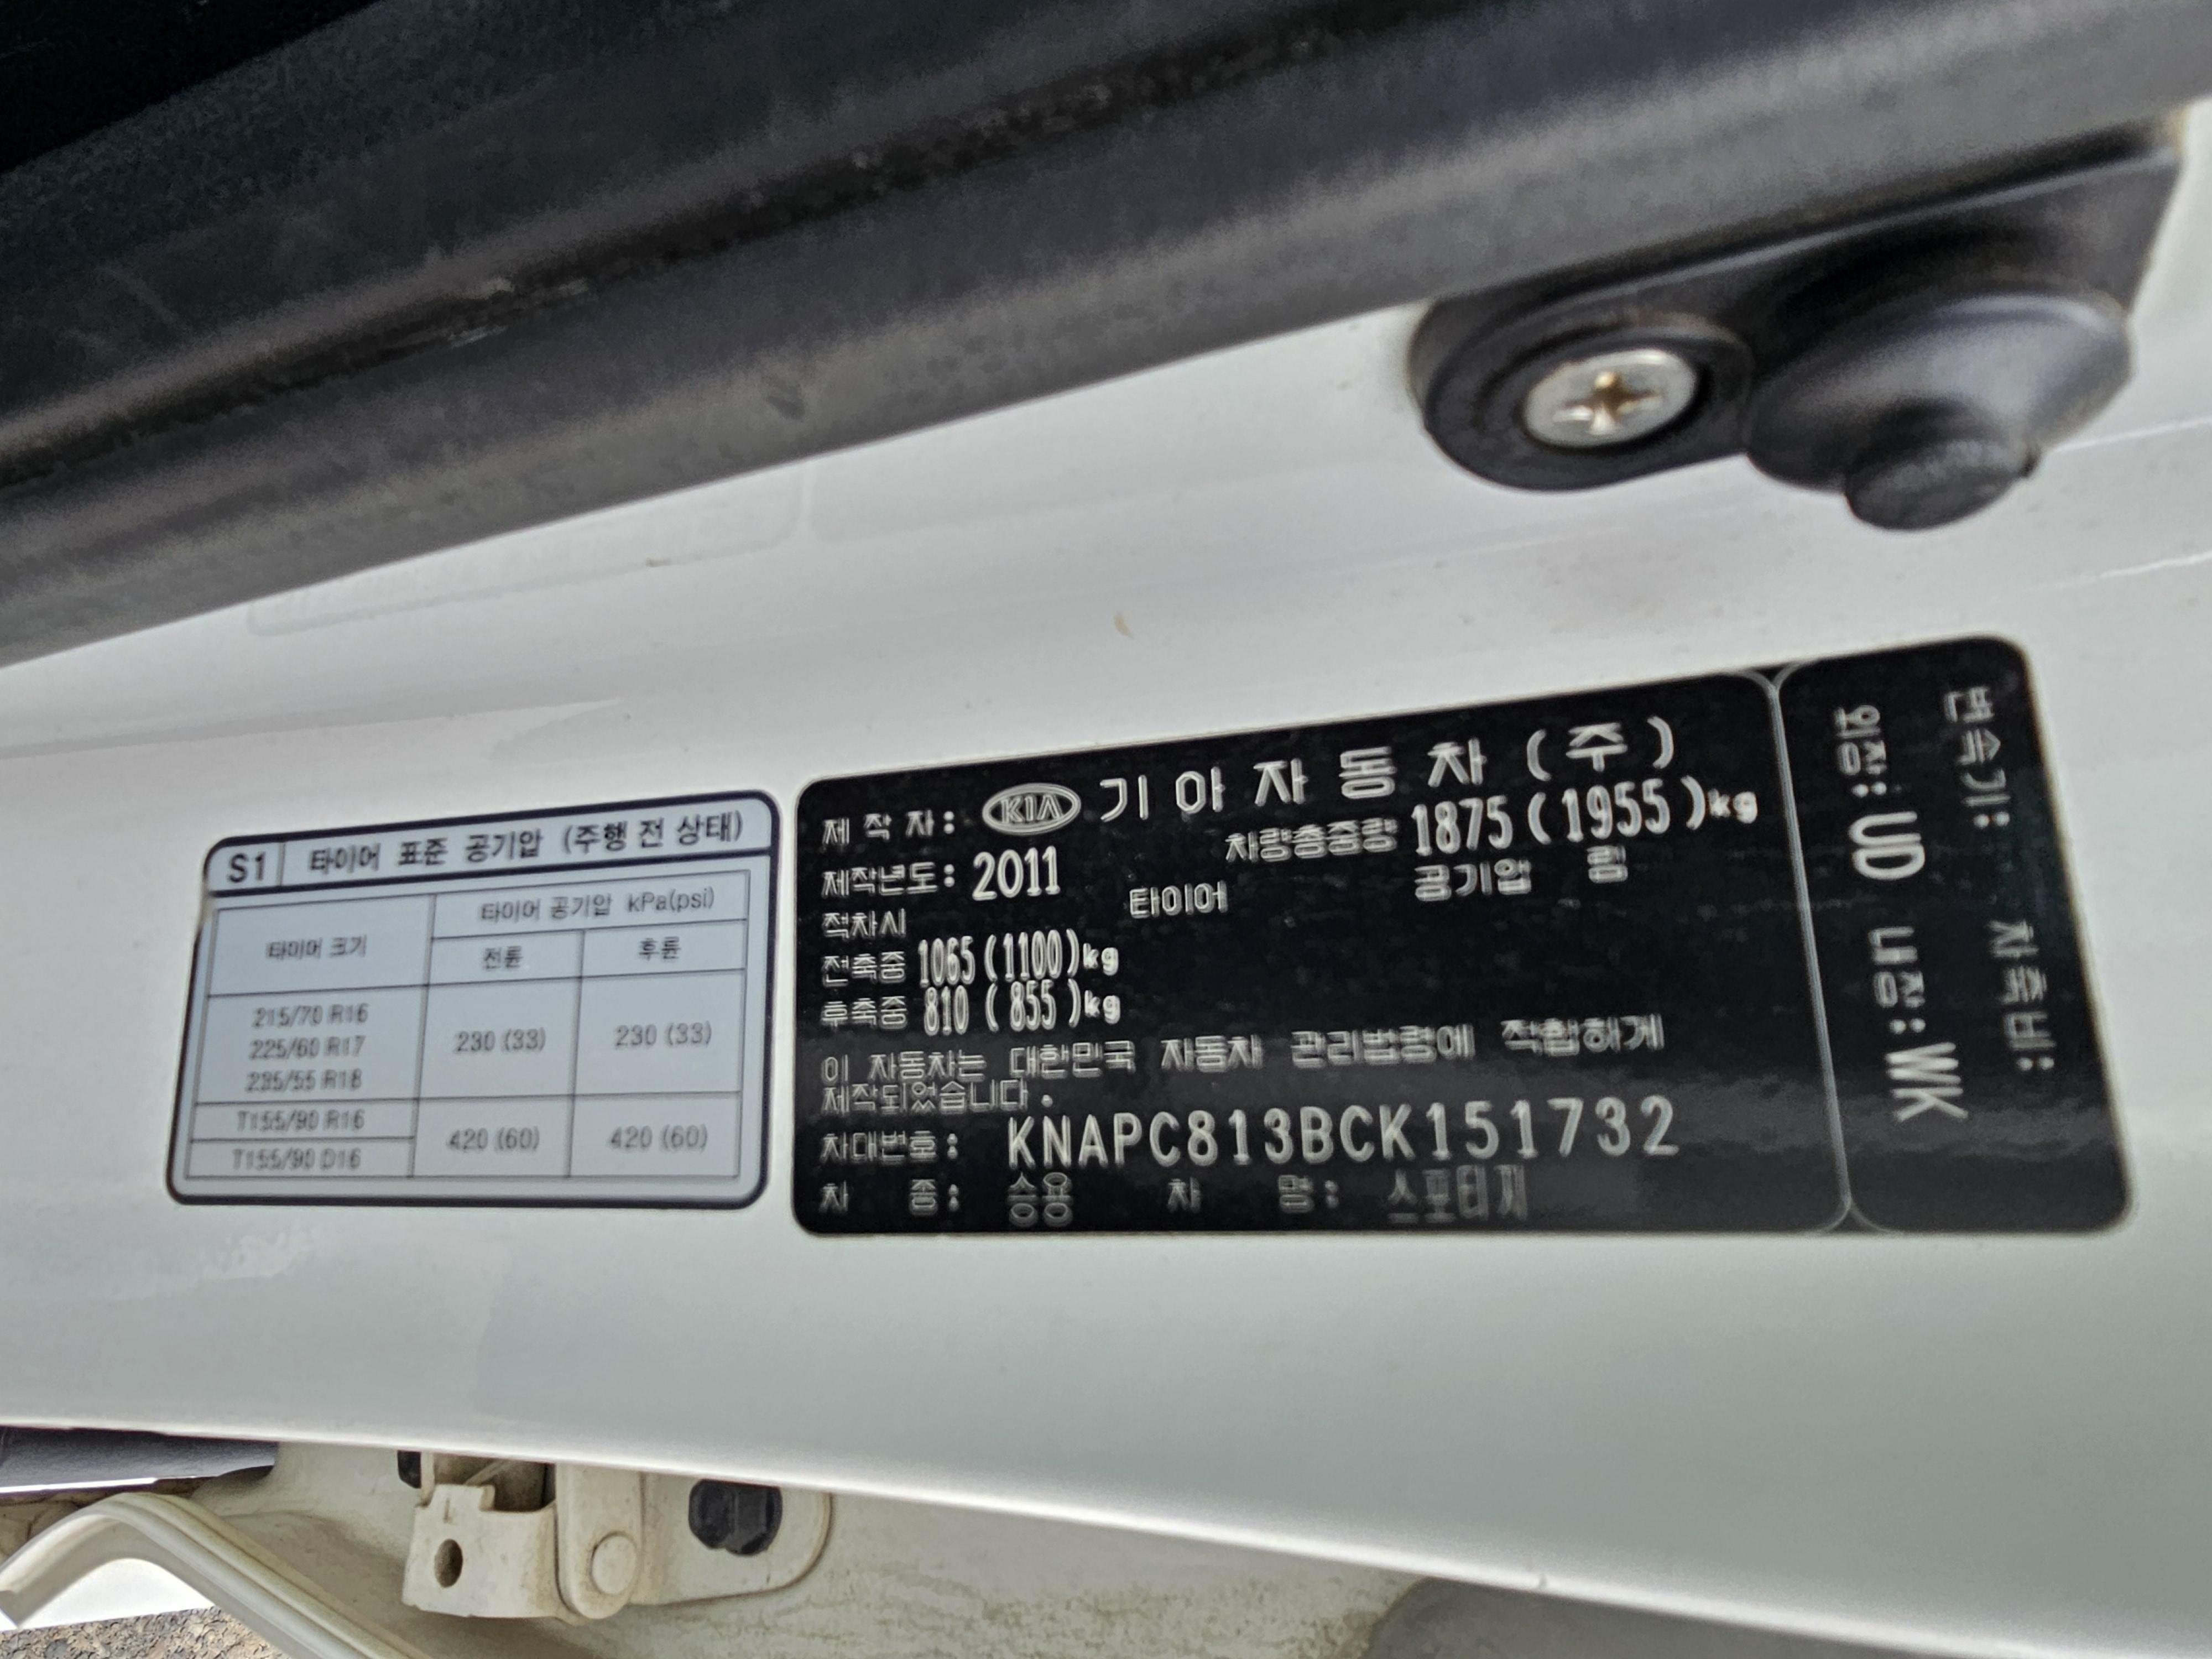 S1 타이어 표준 공기압 (주행 전 상태)
타이어 크기
타이어 공기압 kPa(psi)
전륜 후륜
215/70 R16
225/60 R17
235/55 R18
230 (33) 230 (33)
T155/90 R16
T155/90 D16
420 (60) 420 (60)
제 작 자: KIA 기아자동차(주)
제작년도: 2011 차량총중량 1875(1955)kg
적차시 타이어 공기압 림
전축중 1065(1100)kg
후축중 810 ( 855 )kg
이 자동차는 대한민국 자동차 관리법령에 적합하게
제작되었습니다.
차대번호: KNAPC813BCK151732
차 종: 승용 차 명: 스포티지
변속기: 차축비:
외장: UD 내장: WK